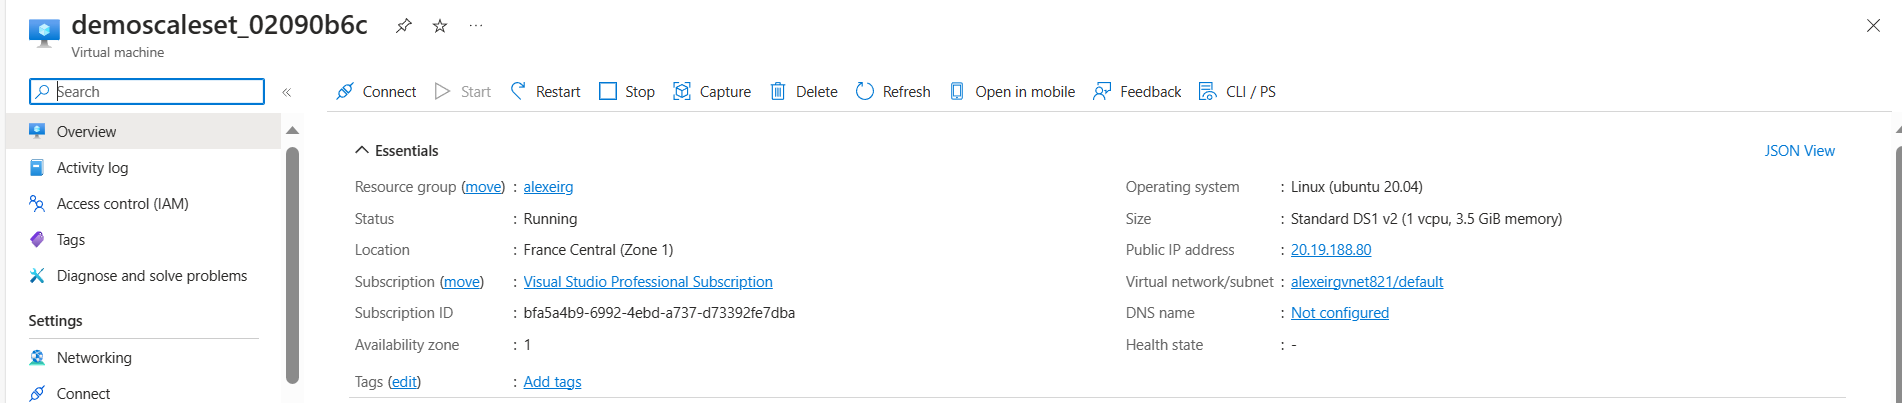 demoscaleset_02090b6c
Virtual machine
Search
Connect Start Restart Stop Capture Delete Refresh Open in mobile Feedback CLI / PS
Overview
Activity log
Access control (IAM)
Tags
Diagnose and solve problems
Settings
Networking
Connect
Essentials
JSON View
Resource group (move) : alexeirg
Status : Running
Location : France Central (Zone 1)
Subscription (move) : Visual Studio Professional Subscription
Subscription ID : bfa5a4b9-6992-4ebd-a737-d73392fe7dba
Availability zone : 1
Operating system : Linux (ubuntu 20.04)
Size : Standard DS1 v2 (1 vcpu, 3.5 GiB memory)
Public IP address : 20.19.188.80
Virtual network/subnet : alexeirgvnet821/default
DNS name : Not configured
Health state : -
Tags (edit) : Add tags